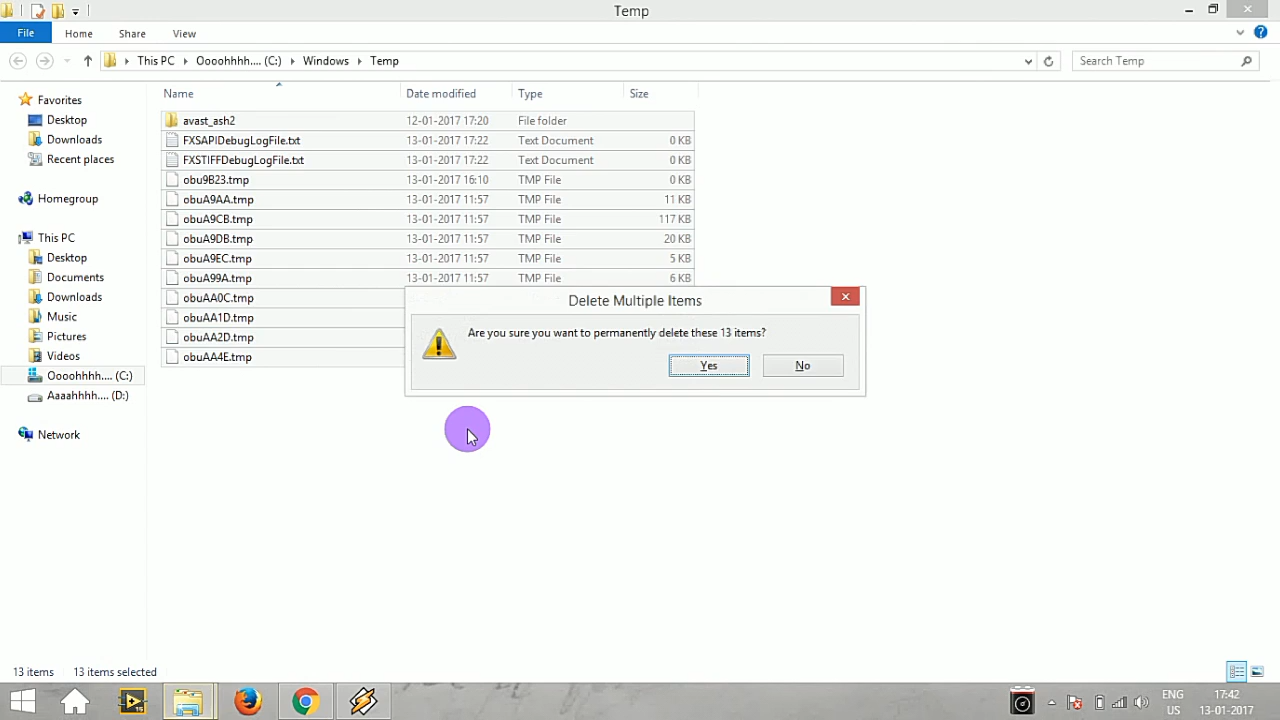 Temp
File Home Share View
This PC Oooohhhh.... (C:) Windows Temp Search Temp
Name Date modified Type Size
Favorites
Desktop
Downloads
Recent places
Homegroup
This PC
Desktop
Documents
Downloads
Music
Pictures
Videos
Oooohhhh.... (C:)
Aaaahhhh.... (D:)
Network
avast_ash2 12-01-2017 17:20 File folder
FXSAPIDebugLogFile.txt 13-01-2017 17:22 Text Document 0 KB
FXSTIFFDebugLogFile.txt 13-01-2017 17:22 Text Document 0 KB
obu9B23.tmp 13-01-2017 16:10 TMP File 0 KB
obuA9AA.tmp 13-01-2017 11:57 TMP File 11 KB
obuA9CB.tmp 13-01-2017 11:57 TMP File 117 KB
obuA9DB.tmp 13-01-2017 11:57 TMP File 20 KB
obuA9EC.tmp 13-01-2017 11:57 TMP File 5 KB
obuA99A.tmp 13-01-2017 11:57 TMP File 6 KB
obuAA0C.tmp
obuAA1D.tmp
obuAA2D.tmp
obuAA4E.tmp
Delete Multiple Items
Are you sure you want to permanently delete these 13 items?
Yes No
13 items 13 items selected
ENG 17:42
US 13-01-2017